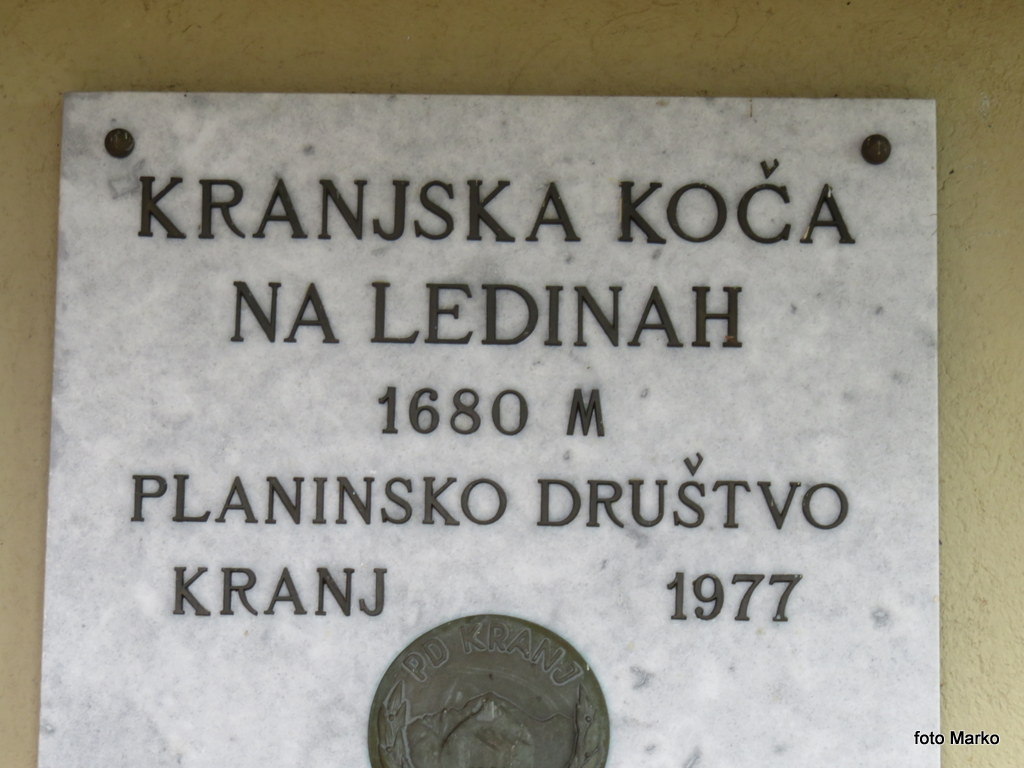 KRANJSKA KOČA
NA LEDINAH
1680 M
PLANINSKO DRUŠTVO
KRANJ 1977
PD KRANJ
foto Marko